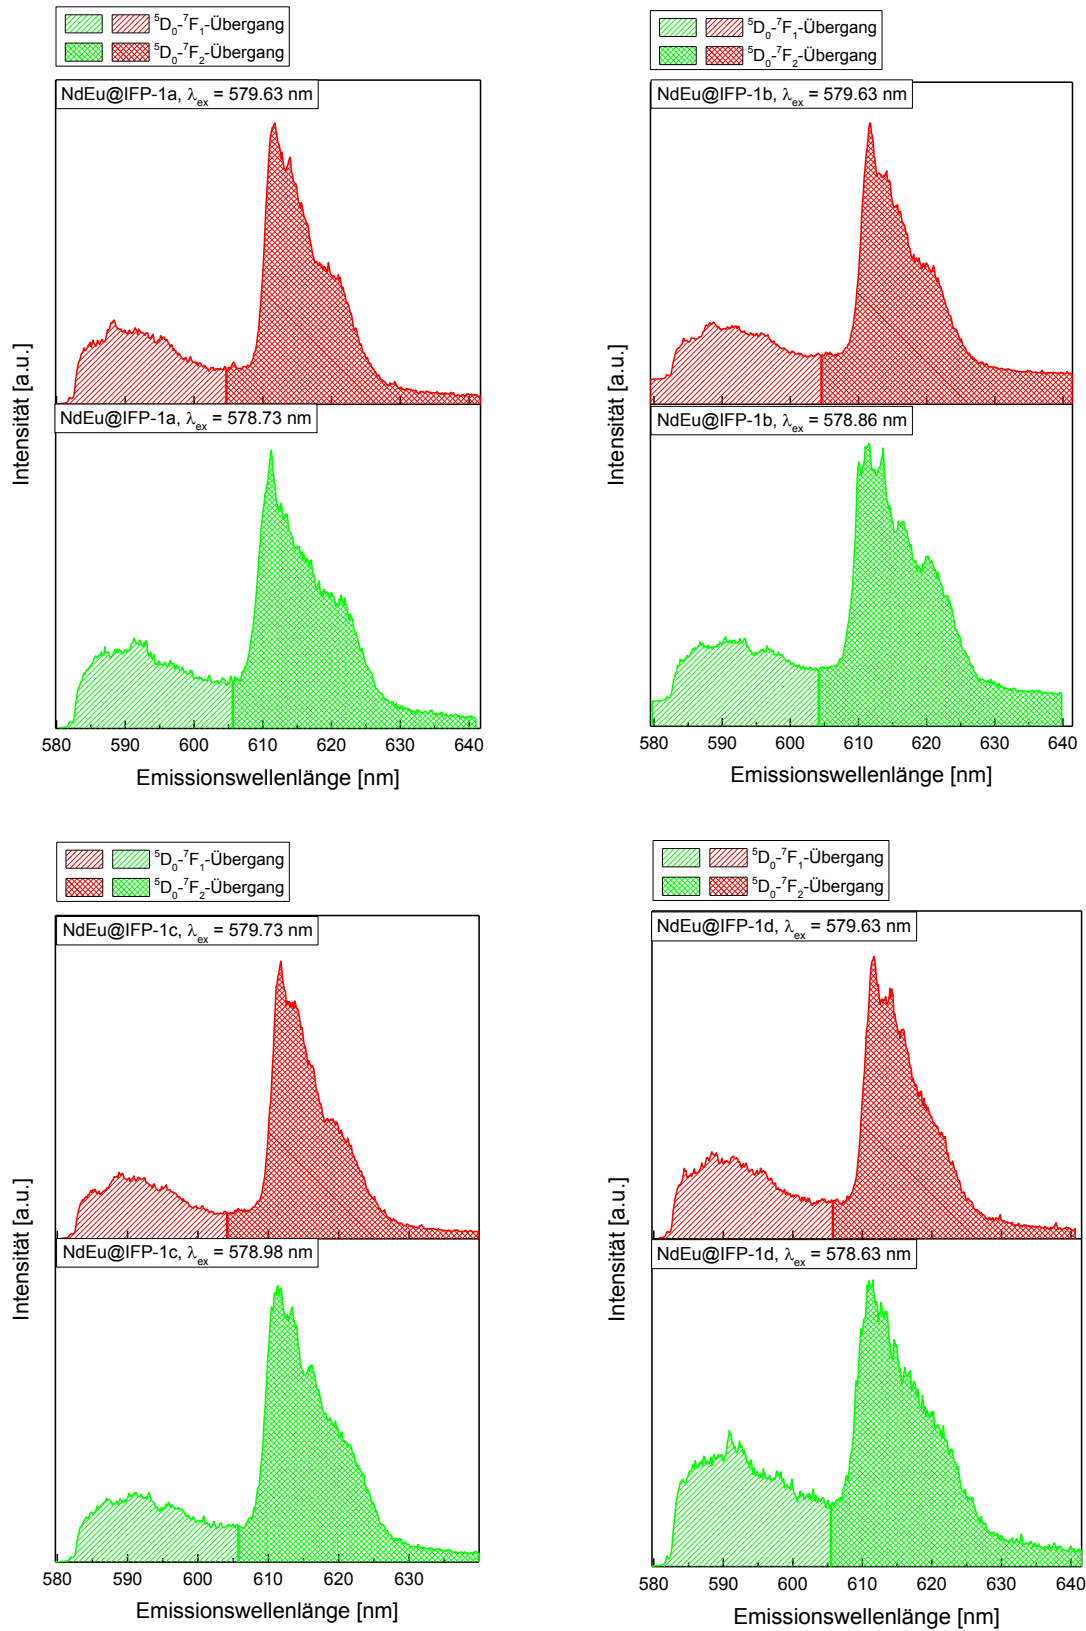 ⁵D₀-⁷F₁-Übergang
⁵D₀-⁷F₂-Übergang
NdEu@IFP-1a, λₑₓ = 579.63 nm
NdEu@IFP-1a, λₑₓ = 578.73 nm
Intensität [a.u.]
580 590 600 610 620 630 640
Emissionswellenlänge [nm]
⁵D₀-⁷F₁-Übergang
⁵D₀-⁷F₂-Übergang
NdEu@IFP-1b, λₑₓ = 579.63 nm
NdEu@IFP-1b, λₑₓ = 578.86 nm
Intensität [a.u.]
580 590 600 610 620 630 640
Emissionswellenlänge [nm]
⁵D₀-⁷F₁-Übergang
⁵D₀-⁷F₂-Übergang
NdEu@IFP-1c, λₑₓ = 579.73 nm
NdEu@IFP-1c, λₑₓ = 578.98 nm
Intensität [a.u.]
580 590 600 610 620 630
Emissionswellenlänge [nm]
⁵D₀-⁷F₁-Übergang
⁵D₀-⁷F₂-Übergang
NdEu@IFP-1d, λₑₓ = 579.63 nm
NdEu@IFP-1d, λₑₓ = 578.63 nm
Intensität [a.u.]
580 590 600 610 620 630 640
Emissionswellenlänge [nm]